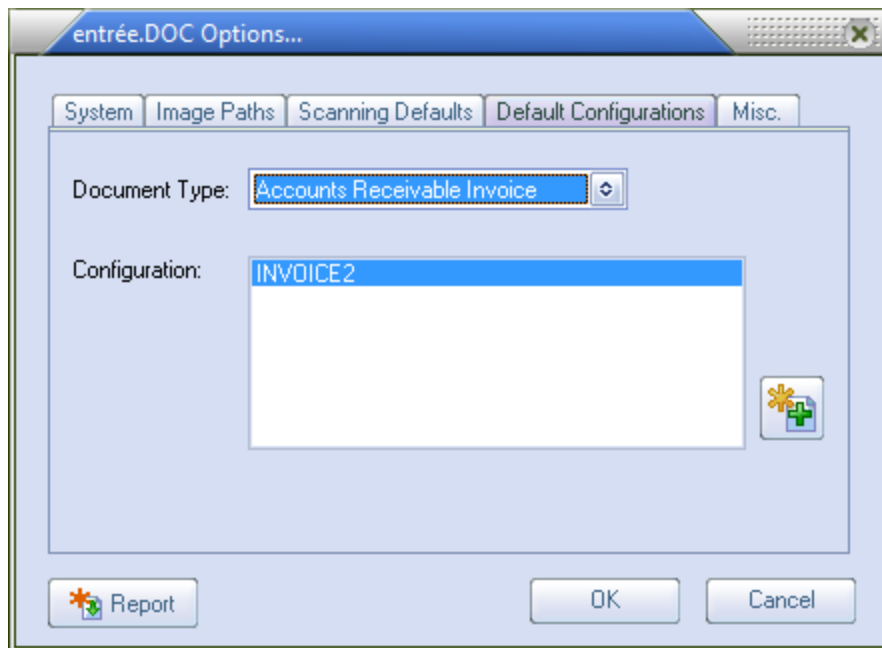 entrée.DOC Options...
System Image Paths Scanning Defaults Default Configurations Misc.
Document Type: Accounts Receivable Invoice
Configuration: INVOICE2
Report OK Cancel